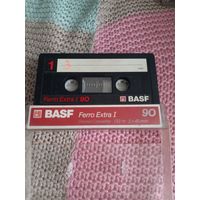 1
Ferro Extra I 90
BASF
BASF Ferro Extra I 90